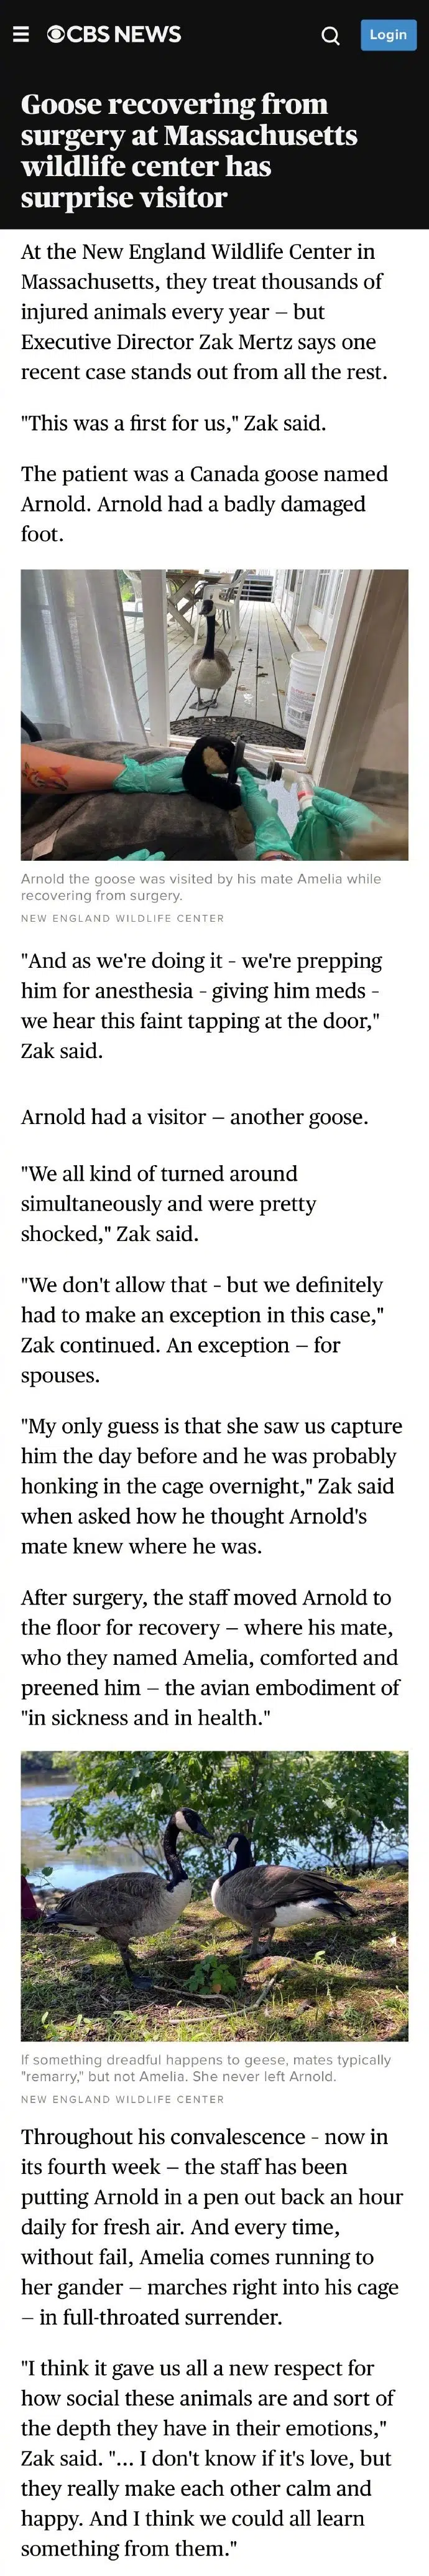 CBS NEWS
Login
Goose recovering from
surgery at Massachusetts
wildlife center has
surprise visitor
At the New England Wildlife Center in
Massachusetts, they treat thousands of
injured animals every year – but
Executive Director Zak Mertz says one
recent case stands out from all the rest.
"This was a first for us," Zak said.
The patient was a Canada goose named
Arnold. Arnold had a badly damaged
foot.
Arnold the goose was visited by his mate Amelia while
recovering from surgery.
NEW ENGLAND WILDLIFE CENTER
"And as we're doing it - we're prepping
him for anesthesia - giving him meds -
we hear this faint tapping at the door,"
Zak said.
Arnold had a visitor – another goose.
"We all kind of turned around
simultaneously and were pretty
shocked," Zak said.
"We don't allow that - but we definitely
had to make an exception in this case,"
Zak continued. An exception – for
spouses.
"My only guess is that she saw us capture
him the day before and he was probably
honking in the cage overnight," Zak said
when asked how he thought Arnold's
mate knew where he was.
After surgery, the staff moved Arnold to
the floor for recovery – where his mate,
who they named Amelia, comforted and
preened him – the avian embodiment of
"in sickness and in health."
If something dreadful happens to geese, mates typically
"remarry," but not Amelia. She never left Arnold.
NEW ENGLAND WILDLIFE CENTER
Throughout his convalescence - now in
its fourth week – the staff has been
putting Arnold in a pen out back an hour
daily for fresh air. And every time,
without fail, Amelia comes running to
her gander – marches right into his cage
– in full-throated surrender.
"I think it gave us all a new respect for
how social these animals are and sort of
the depth they have in their emotions,"
Zak said. "... I don't know if it's love, but
they really make each other calm and
happy. And I think we could all learn
something from them."